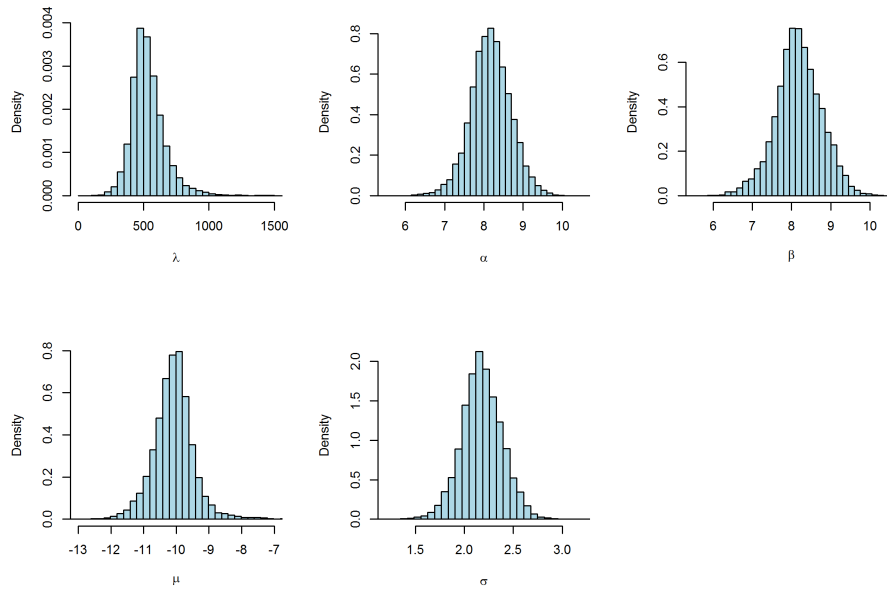 Density
0.000 0.001 0.002 0.003 0.004
0 500 1000 1500
λ
Density
0.0 0.2 0.4 0.6 0.8
6 7 8 9 10
α
Density
0.0 0.2 0.4 0.6
6 7 8 9 10
β
Density
0.0 0.2 0.4 0.6 0.8
-13 -12 -11 -10 -9 -8 -7
μ
Density
0.0 0.5 1.0 1.5 2.0
1.5 2.0 2.5 3.0
σ